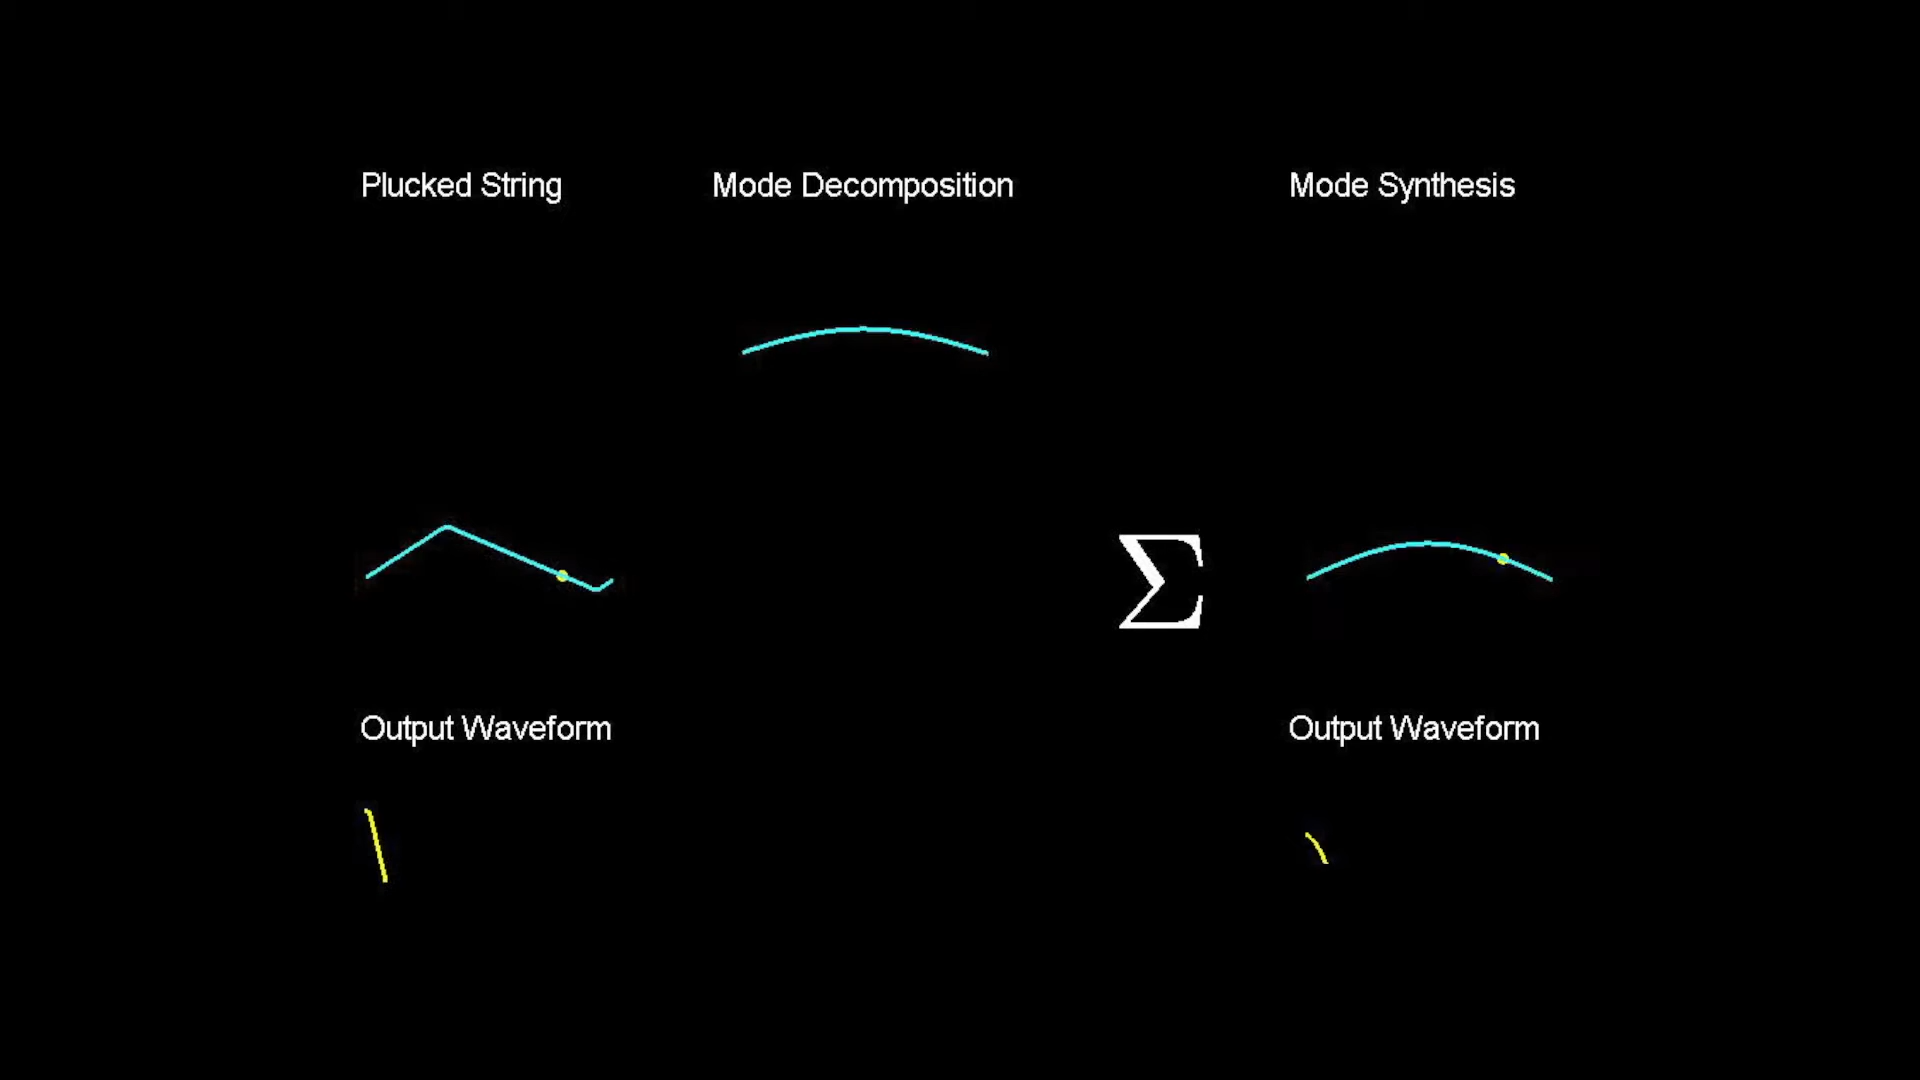 Plucked String
Mode Decomposition
Mode Synthesis
Σ
Output Waveform
Output Waveform